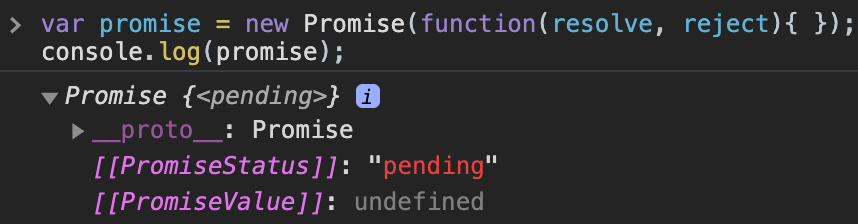 > var promise = new Promise(function(resolve, reject){ });
console.log(promise);
▼Promise {<pending>} i
▶__proto__: Promise
[[PromiseStatus]]: "pending"
[[PromiseValue]]: undefined